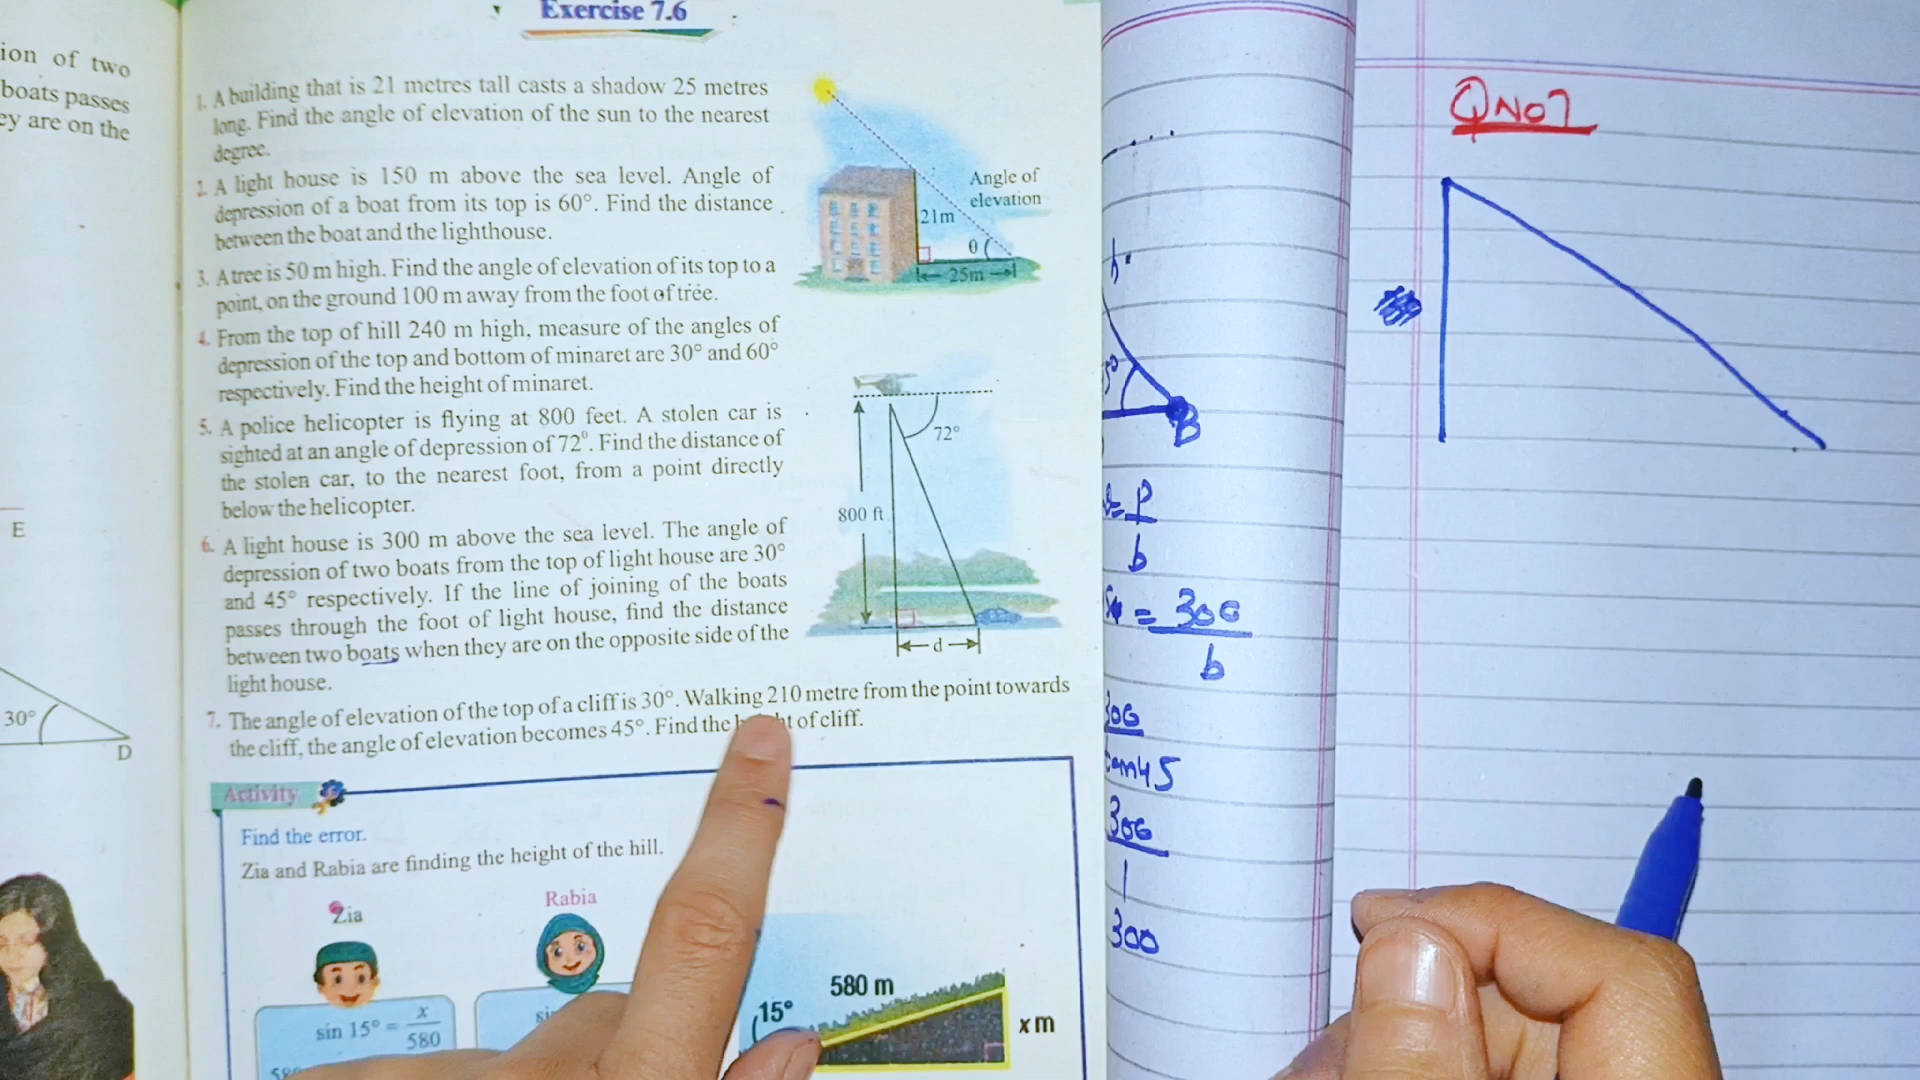 ion of two
boats passes
ey are on the
E
30°
D
Exercise 7.6
1. A building that is 21 metres tall casts a shadow 25 metres
long. Find the angle of elevation of the sun to the nearest
degree.
2. A light house is 150 m above the sea level. Angle of
depression of a boat from its top is 60°. Find the distance
between the boat and the lighthouse.
3. A tree is 50 m high. Find the angle of elevation of its top to a
point, on the ground 100 m away from the foot of tree.
4. From the top of hill 240 m high, measure of the angles of
depression of the top and bottom of minaret are 30° and 60°
respectively. Find the height of minaret.
5. A police helicopter is flying at 800 feet. A stolen car is
sighted at an angle of depression of 72°. Find the distance of
the stolen car, to the nearest foot, from a point directly
below the helicopter.
6. A light house is 300 m above the sea level. The angle of
depression of two boats from the top of light house are 30°
and 45° respectively. If the line of joining of the boats
passes through the foot of light house, find the distance
between two boats when they are on the opposite side of the
light house.
7. The angle of elevation of the top of a cliff is 30°. Walking 210 metre from the point towards
the cliff, the angle of elevation becomes 45°. Find the of cliff.
Angle of
elevation
21m
θ
25m
72°
800 ft
d
Activity
Find the error.
Zia and Rabia are finding the height of the hill.
Zia
Rabia
sin 15° = x/580
580 m
15°
x m
h
5°
B
= p
b
= 300
b
300
tan45
300
1
300
Q NO 7